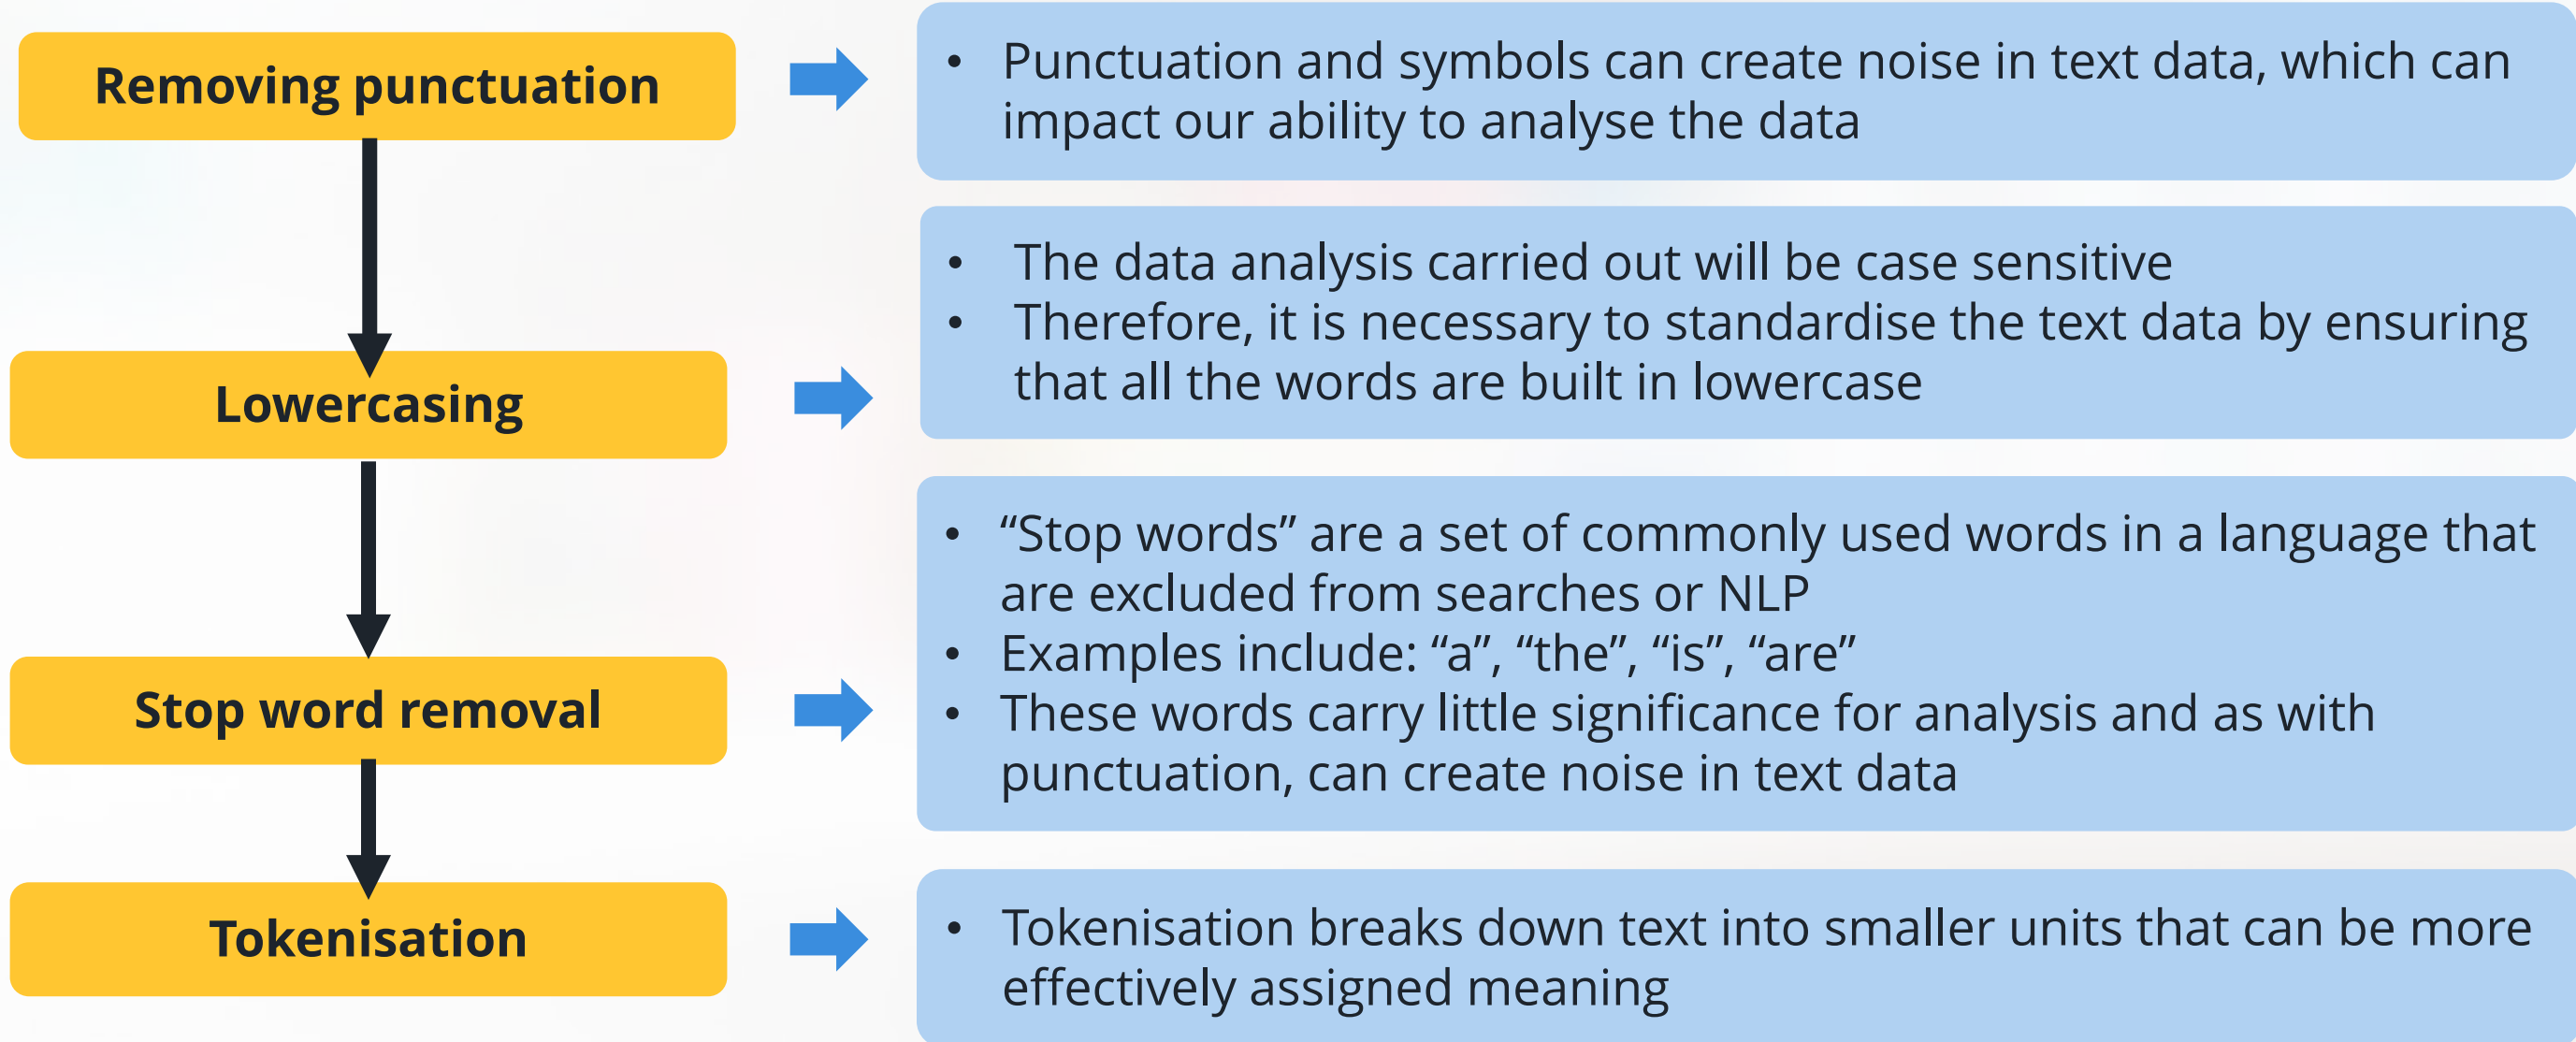 Removing punctuation
• Punctuation and symbols can create noise in text data, which can
impact our ability to analyse the data
Lowercasing
• The data analysis carried out will be case sensitive
• Therefore, it is necessary to standardise the text data by ensuring
that all the words are built in lowercase
Stop word removal
• “Stop words” are a set of commonly used words in a language that
are excluded from searches or NLP
• Examples include: “a”, “the”, “is”, “are”
• These words carry little significance for analysis and as with
punctuation, can create noise in text data
Tokenisation
• Tokenisation breaks down text into smaller units that can be more
effectively assigned meaning